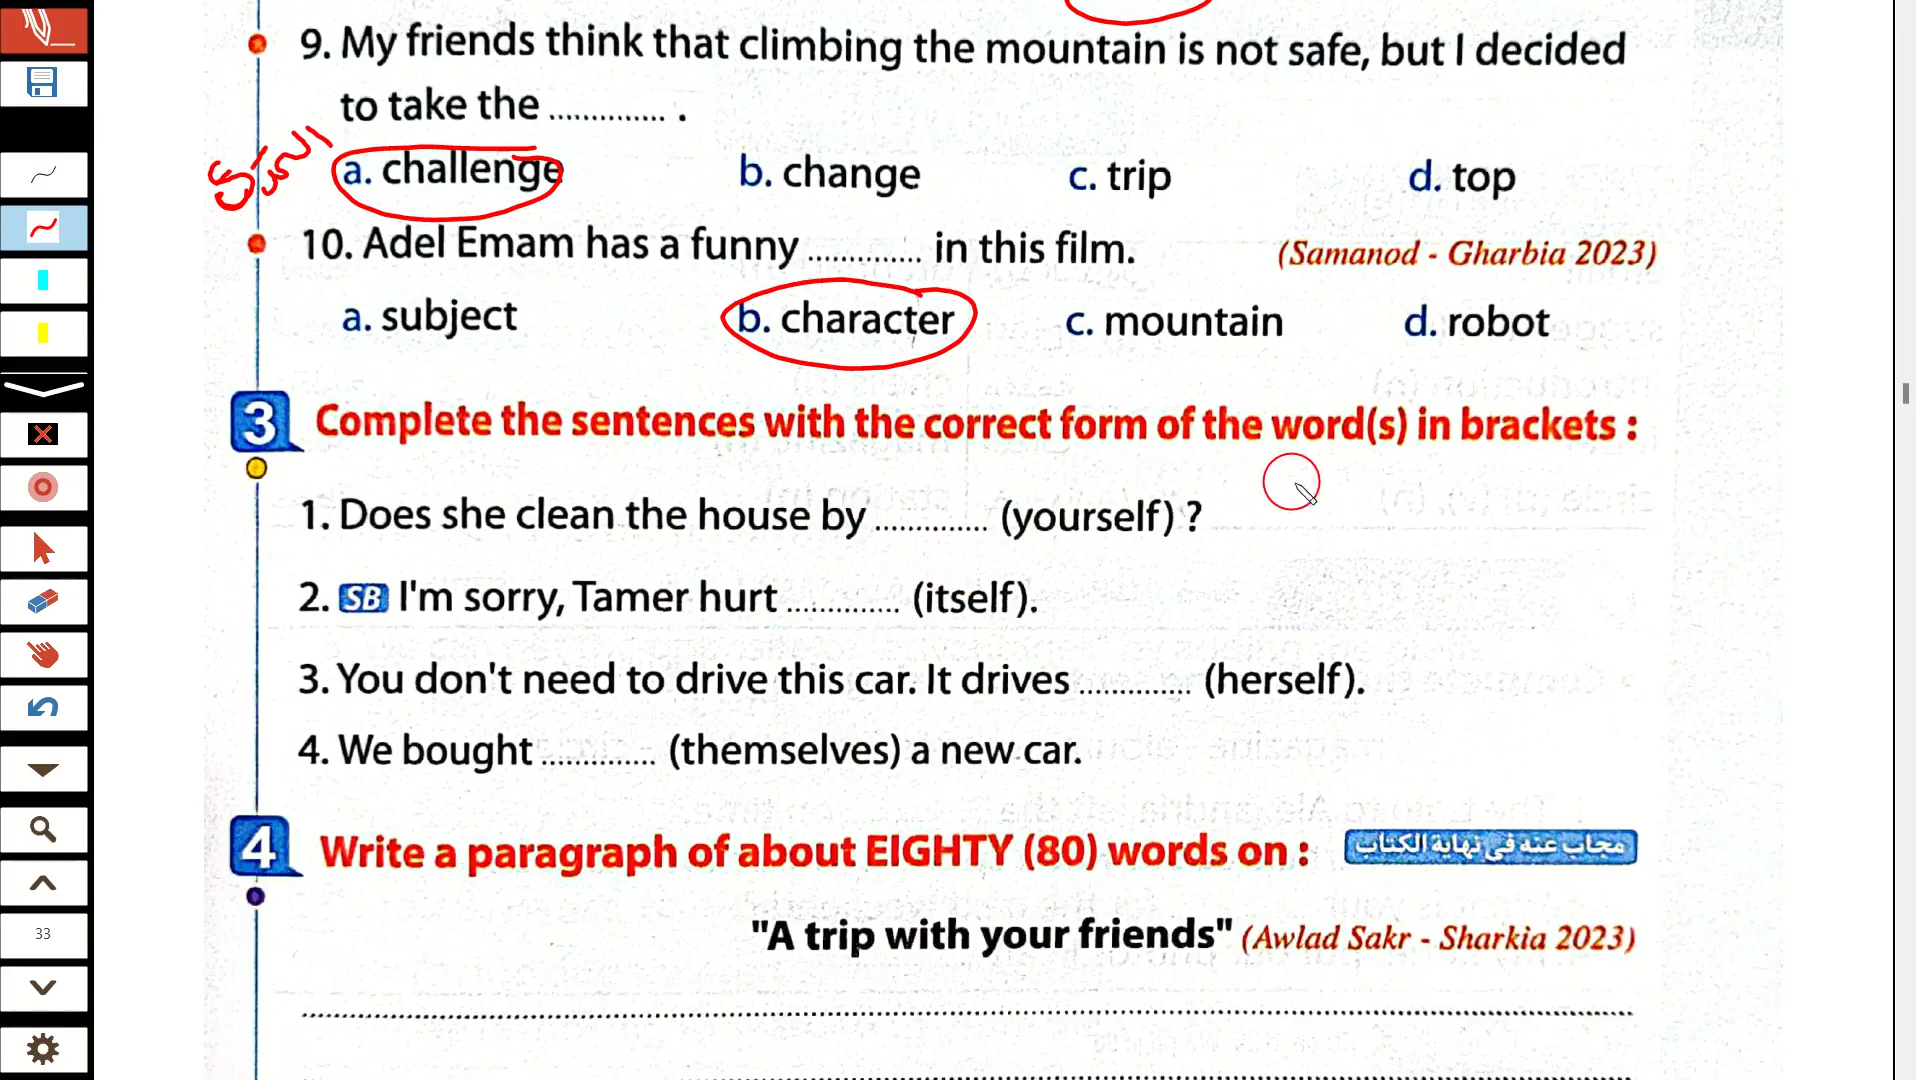 9. My friends think that climbing the mountain is not safe, but I decided
to take the .............. .
a. challenge b. change c. trip d. top
10. Adel Emam has a funny .............. in this film. (Samanod - Gharbia 2023)
a. subject b. character c. mountain d. robot
3 Complete the sentences with the correct form of the word(s) in brackets :
1. Does she clean the house by .............. (yourself) ?
2. SB I'm sorry, Tamer hurt .............. (itself).
3. You don't need to drive this car. It drives .............. (herself).
4. We bought .............. (themselves) a new car.
4 Write a paragraph of about EIGHTY (80) words on : مجاب عنه فى نهاية الكتاب
"A trip with your friends" (Awlad Sakr - Sharkia 2023)
33